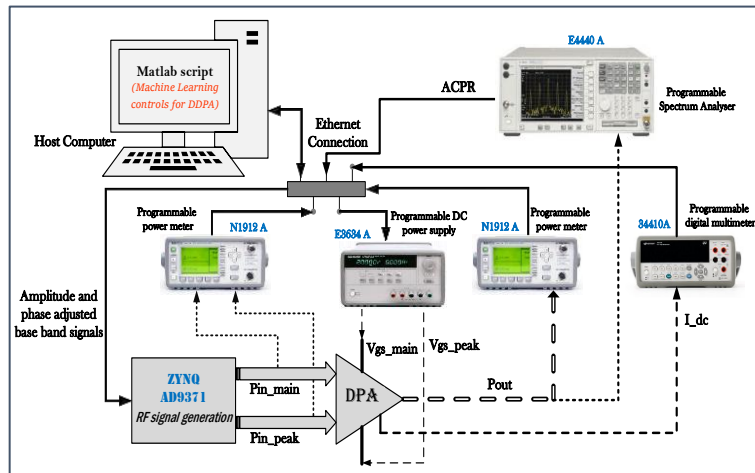 E4440 A
Matlab script
(Machine Learning
controls for DDPA)
ACPR
Programmable
Spectrum Analyser
Host Computer
Ethernet
Connection
Programmable
power meter
N1912 A
Programmable DC
power supply
E3634 A
Programmable
power meter
N1912 A
Programmable
digital multimeter
34410A
Amplitude and
phase adjusted
base band signals
Vgs_main
Vgs_peak
I_dc
ZYNQ
AD9371
RF signal generation
Pin_main
Pin_peak
DPA
Pout